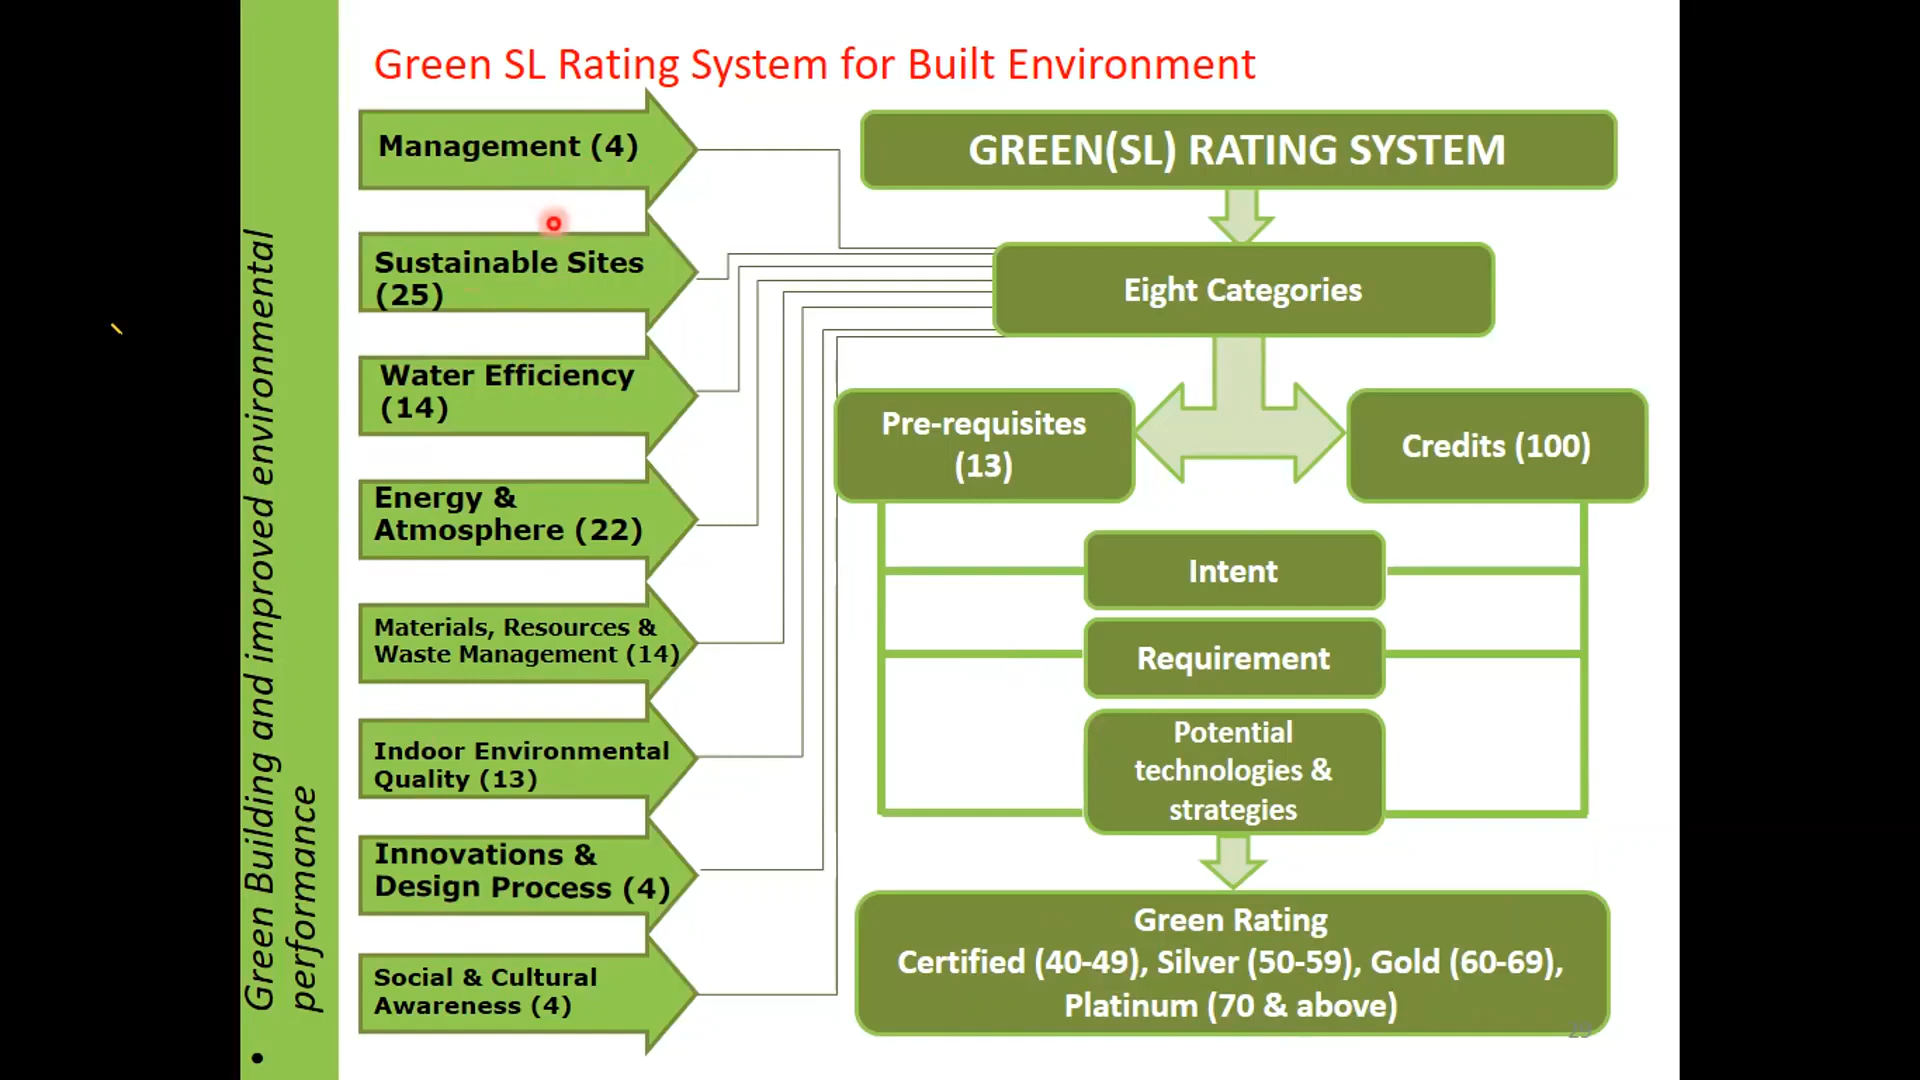 Green SL Rating System for Built Environment
• Green Building and improved environmental
performance
Management (4)
Sustainable Sites
(25)
Water Efficiency
(14)
Energy &
Atmosphere (22)
Materials, Resources &
Waste Management (14)
Indoor Environmental
Quality (13)
Innovations &
Design Process (4)
Social & Cultural
Awareness (4)
GREEN(SL) RATING SYSTEM
Eight Categories
Pre-requisites
(13)
Credits (100)
Intent
Requirement
Potential
technologies &
strategies
Green Rating
Certified (40-49), Silver (50-59), Gold (60-69),
Platinum (70 & above)
29